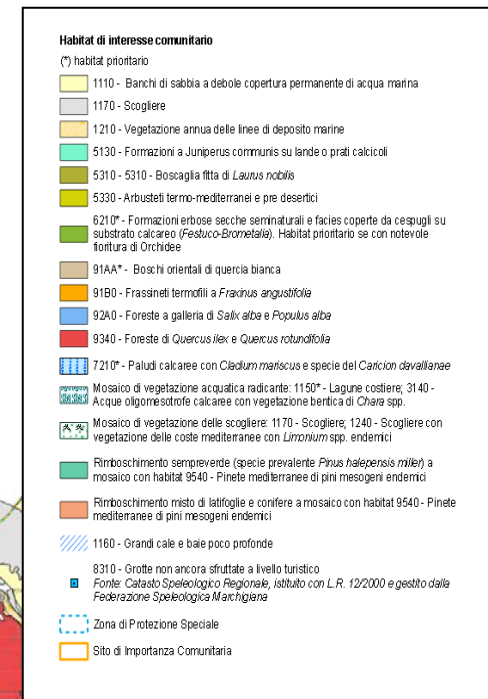 Habitat di interesse comunitario
(*) habitat prioritario
1110 - Banchi di sabbia a debole copertura permanente di acqua marina
1170 - Scogliere
1210 - Vegetazione annua delle linee di deposito marine
5130 - Formazioni a Juniperus communis su lande o prati calcicoli
5310 - 5310 - Boscaglia fitta di Laurus nobilis
5330 - Arbusteti termo-mediterranei e pre desertici
6210* - Formazioni erbose secche seminaturali e facies coperte da cespugli su
substrato calcareo (Festuco-Brometalia). Habitat prioritario se con notevole
fioritura di Orchidee
91AA* - Boschi orientali di quercia bianca
91B0 - Frassineti termofili a Fraxinus angustifolia
92A0 - Foreste a galleria di Salix alba e Populus alba
9340 - Foreste di Quercus ilex e Quercus rotundifolia
7210* - Paludi calcaree con Cladium mariscus e specie del Caricion davallianae
Mosaico di vegetazione acquatica radicante: 1150* - Lagune costiere; 3140 -
Acque oligomesotrofe calcaree con vegetazione bentica di Chara spp.
Mosaico di vegetazione delle scogliere: 1170 - Scogliere; 1240 - Scogliere con
vegetazione delle coste mediterranee con Limonium spp. endemici
Rimboschimento sempreverde (specie prevalente Pinus halepensis miller) a
mosaico con habitat 9540 - Pinete mediterranee di pini mesogeni endemici
Rimboschimento misto di latifoglie e conifere a mosaico con habitat 9540 - Pinete
mediterranee di pini mesogeni endemici
1160 - Grandi cale e baie poco profonde
8310 - Grotte non ancora sfruttate a livello turistico
Fonte: Catasto Speleologico Regionale, istituito con L.R. 12/2000 e gestito dalla
Federazione Speleologica Marchigiana
Zona di Protezione Speciale
Sito di Importanza Comunitaria